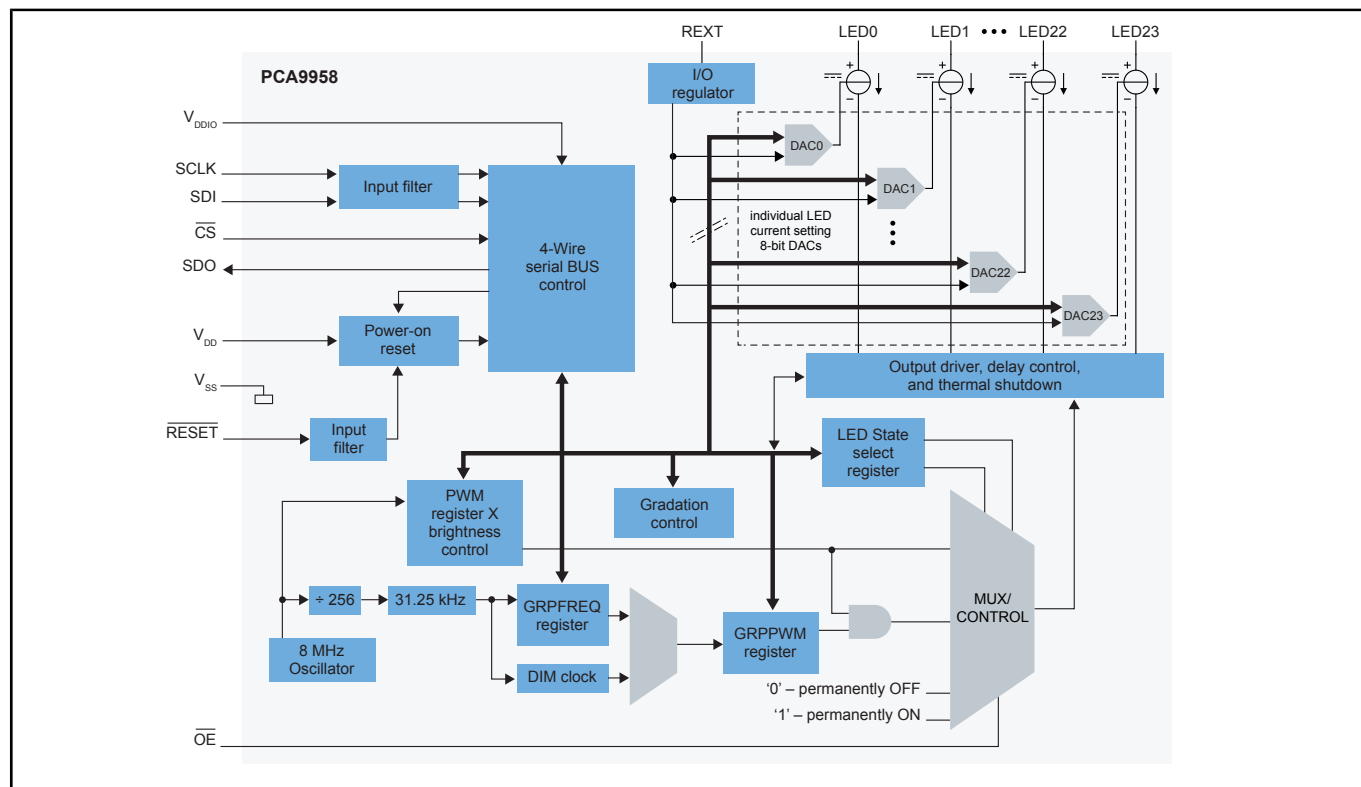 REXT LED0 LED1 ••• LED22 LED23
PCA9958
I/O
regulator
+ + + +
− − − −
VDDIO
SCLK
SDI
CS
SDO
VDD
VSS
RESET
Input filter
4-Wire
serial BUS
control
Power-on
reset
Input
filter
DAC0
DAC1
individual LED
current setting
8-bit DACs
DAC22
DAC23
Output driver, delay control,
and thermal shutdown
LED State
select
register
PWM
register X
brightness
control
Gradation
control
÷ 256
31.25 kHz
GRPFREQ
register
8 MHz
Oscillator
DIM clock
GRPPWM
register
MUX/
CONTROL
‘0’ – permanently OFF
‘1’ – permanently ON
OE